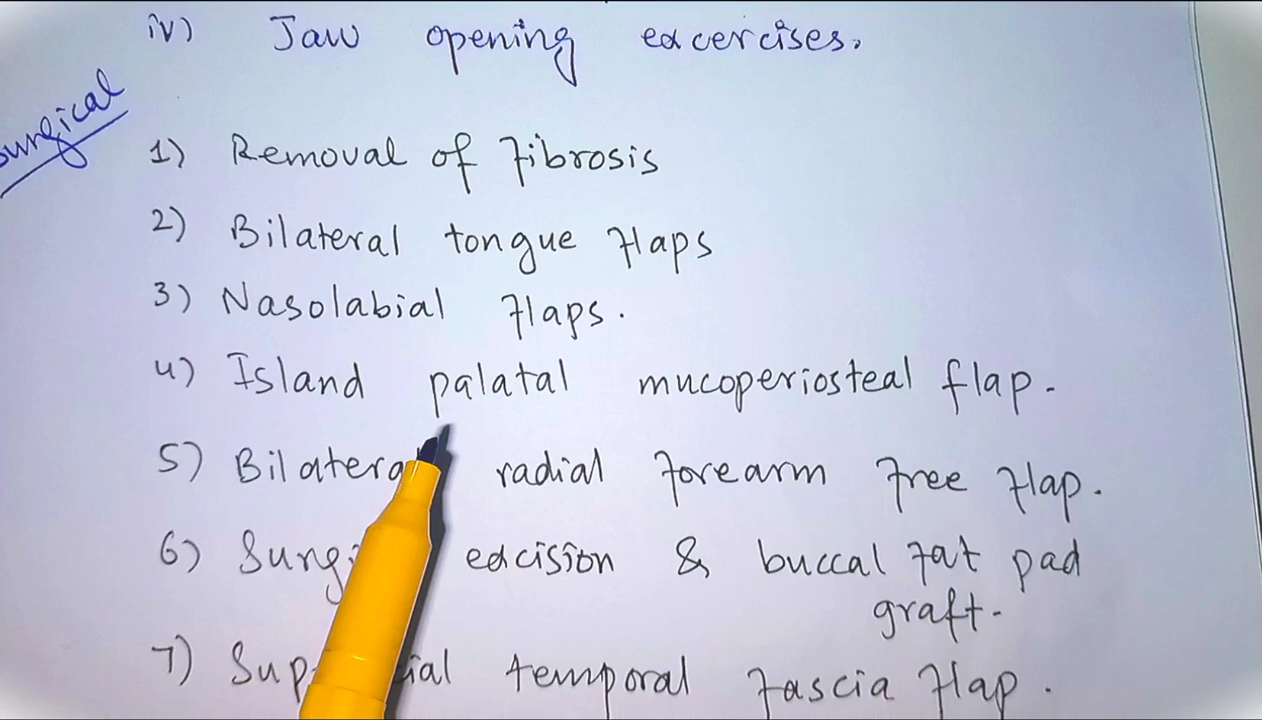 iv) Jaw opening excercises.
Surgical
1) Removal of fibrosis
2) Bilateral tongue flaps
3) Nasolabial flaps.
4) Island palatal mucoperiosteal flap.
5) Bilatera radial forearm free flap.
6) Surgi excision & buccal fat pad
graft.
7) Sup ial temporal fascia flap.